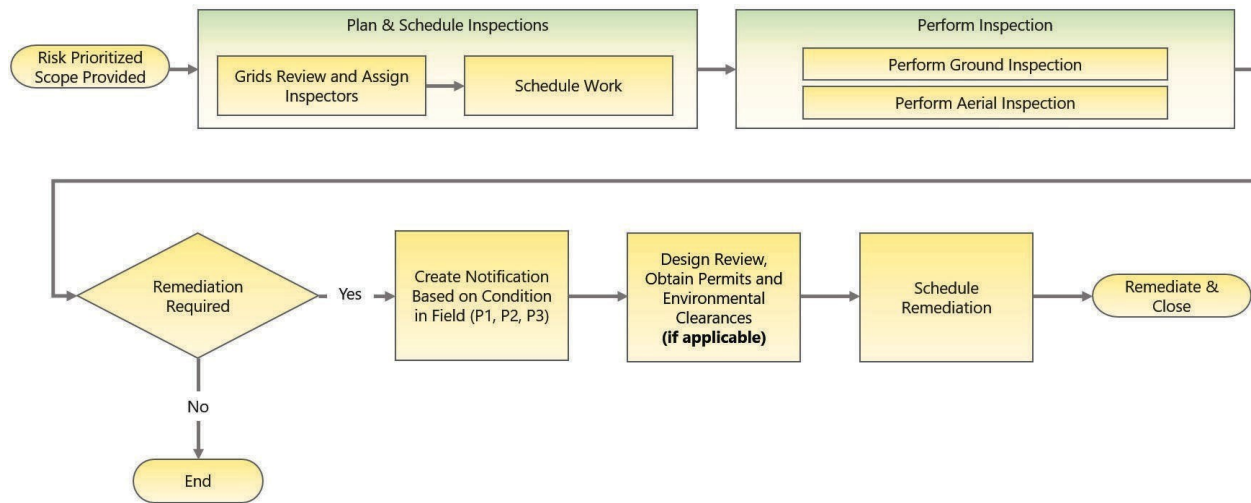 Plan & Schedule Inspections
Perform Inspection
Risk Prioritized
Scope Provided
Grids Review and Assign
Inspectors
Schedule Work
Perform Ground Inspection
Perform Aerial Inspection
Remediation
Required
Yes
Create Notification
Based on Condition
in Field (P1, P2, P3)
Design Review,
Obtain Permits and
Environmental
Clearances
(if applicable)
Schedule
Remediation
Remediate &
Close
No
End